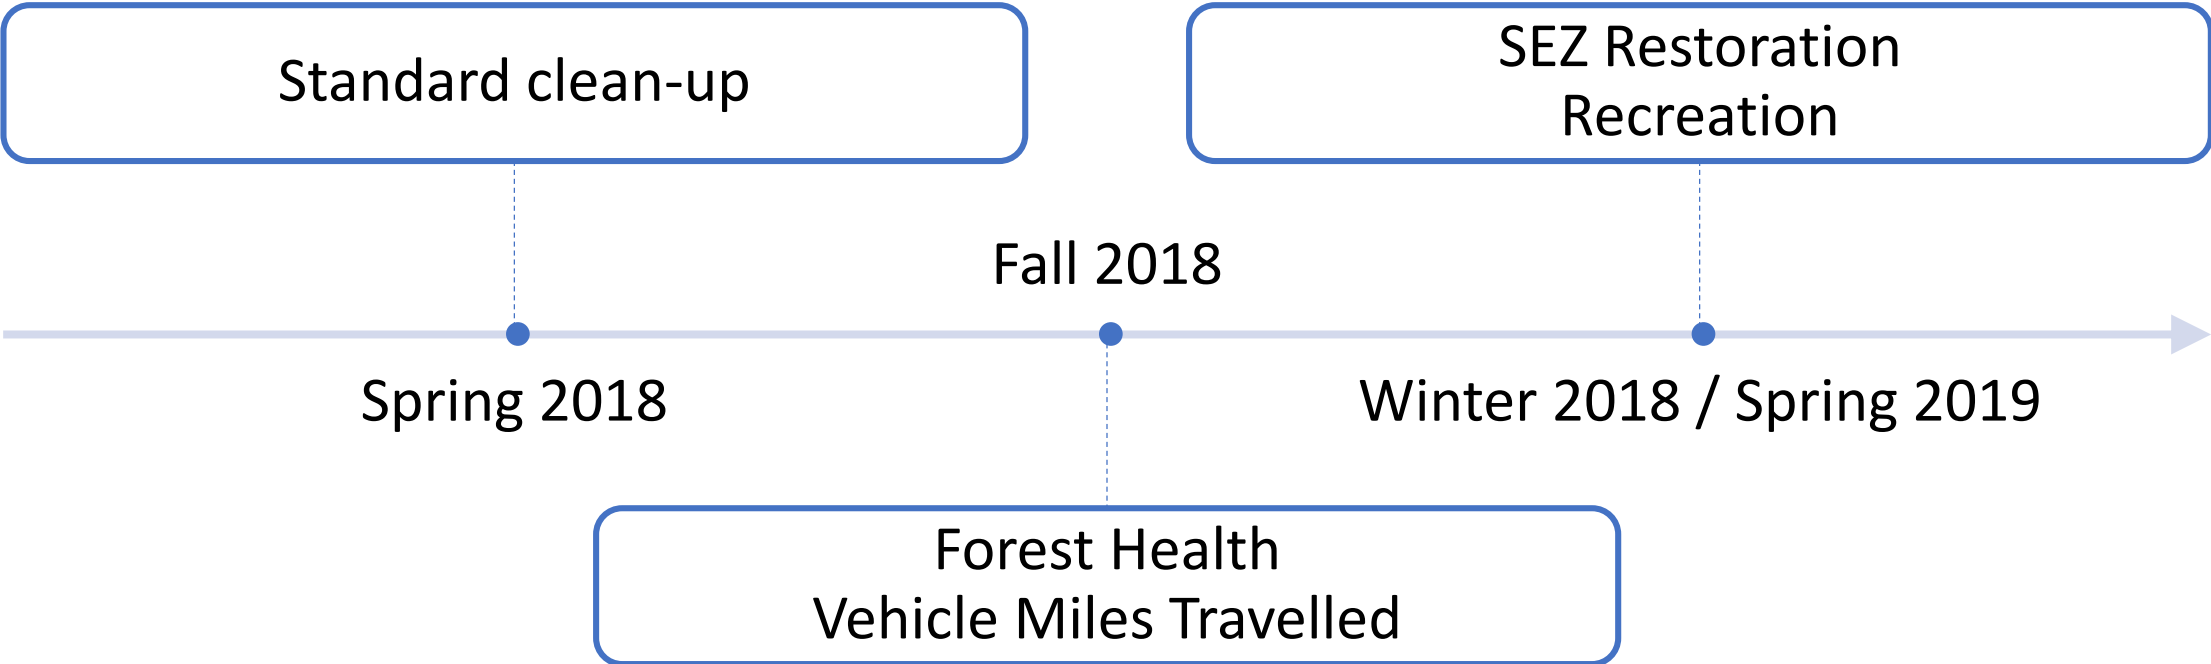 Standard clean-up
SEZ Restoration
Recreation
Fall 2018
Spring 2018
Winter 2018 / Spring 2019
Forest Health
Vehicle Miles Travelled